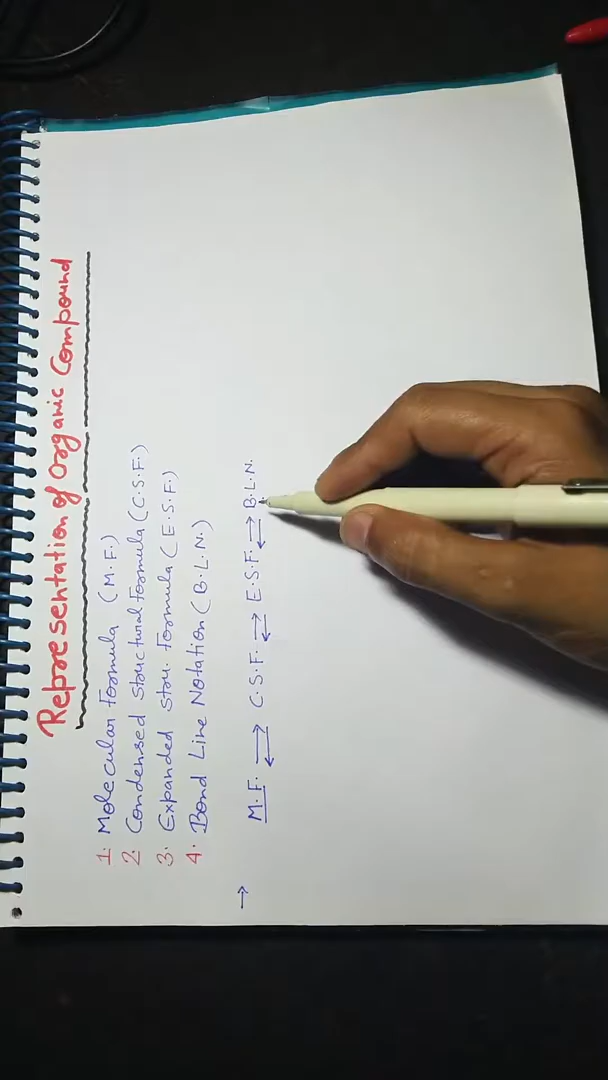 Representation of Organic Compound
1. Molecular formula (M.F.)
2. Condensed structural formula (C.S.F.)
3. Expanded stru. formula (E.S.F.)
4. Bond Line Notation (B.L.N.)
→ M.F. ⇌ C.S.F. ⇌ E.S.F. ⇌ B.L.N.